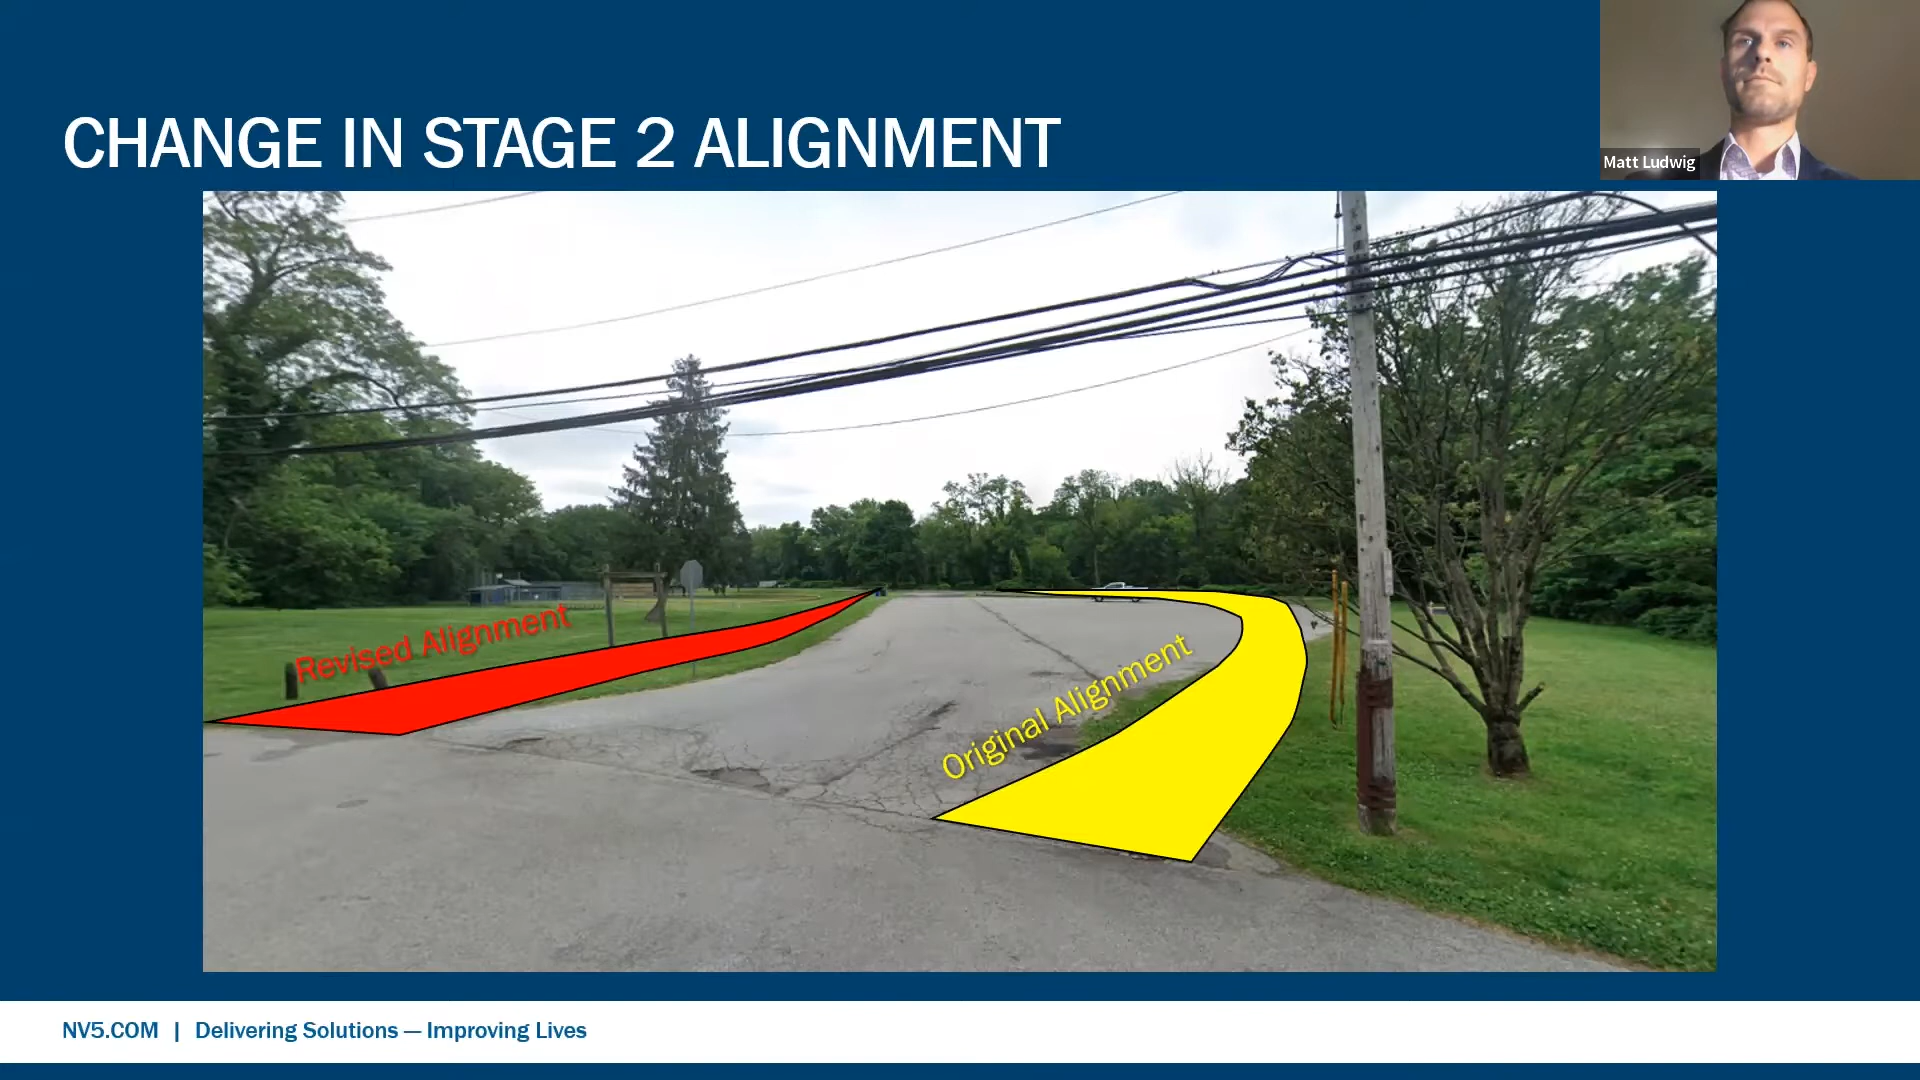 Matt Ludwig
CHANGE IN STAGE 2 ALIGNMENT
Revised Alignment
Original Alignment
NV5.COM | Delivering Solutions — Improving Lives